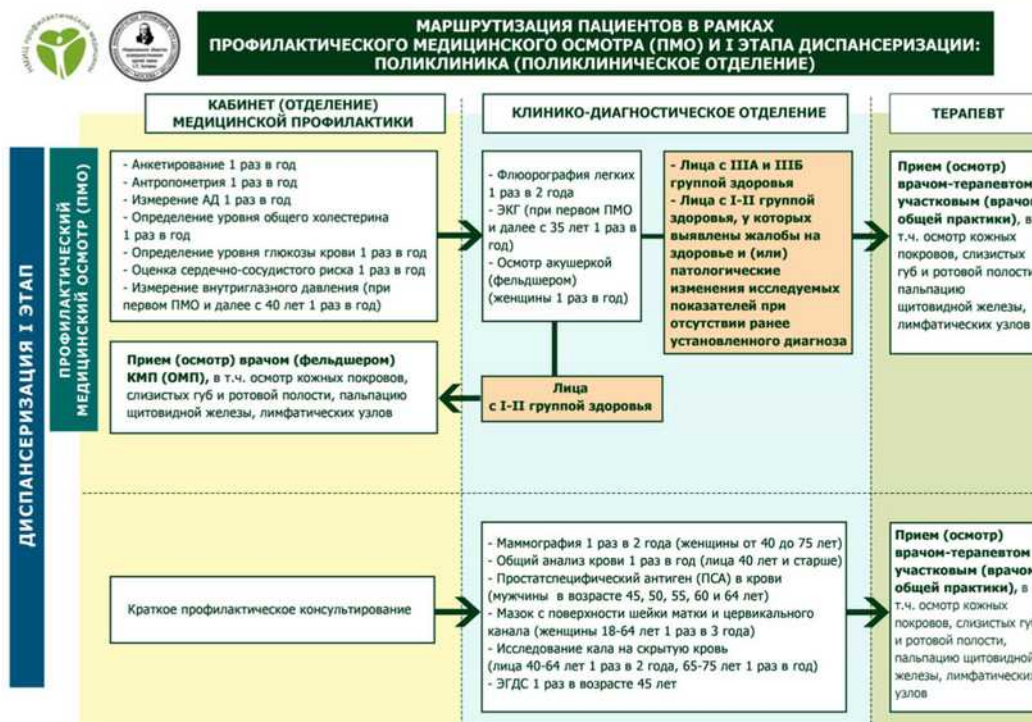 МАРШРУТИЗАЦИЯ ПАЦИЕНТОВ В РАМКАХ
ПРОФИЛАКТИЧЕСКОГО МЕДИЦИНСКОГО ОСМОТРА (ПМО) И I ЭТАПА ДИСПАНСЕРИЗАЦИИ:
ПОЛИКЛИНИКА (ПОЛИКЛИНИЧЕСКОЕ ОТДЕЛЕНИЕ)
НМИЦ профилактической медицины
ДИСПАНСЕРИЗАЦИЯ I ЭТАП
ПРОФИЛАКТИЧЕСКИЙ
МЕДИЦИНСКИЙ ОСМОТР (ПМО)
КАБИНЕТ (ОТДЕЛЕНИЕ)
МЕДИЦИНСКОЙ ПРОФИЛАКТИКИ
КЛИНИКО-ДИАГНОСТИЧЕСКОЕ ОТДЕЛЕНИЕ
ТЕРАПЕВТ
- Анкетирование 1 раз в год
- Антропометрия 1 раз в год
- Измерение АД 1 раз в год
- Определение уровня общего холестерина
1 раз в год
- Определение уровня глюкозы крови 1 раз в год
- Оценка сердечно-сосудистого риска 1 раз в год
- Измерение внутриглазного давления (при
первом ПМО и далее с 40 лет 1 раз в год)
- Флюорография легких
1 раз в 2 года
- ЭКГ (при первом ПМО
и далее с 35 лет 1 раз в
год)
- Осмотр акушеркой
(фельдшером)
(женщины 1 раз в год)
- Лица с IIIА и IIIБ
группой здоровья
- Лица с I-II группой
здоровья, у которых
выявлены жалобы на
здоровье и (или)
патологические
изменения исследуемых
показателей при
отсутствии ранее
установленного диагноза
Прием (осмотр)
врачом-терапевтом
участковым (врачом
общей практики), в
т.ч. осмотр кожных
покровов, слизистых
губ и ротовой полости,
пальпацию
щитовидной железы,
лимфатических узлов
Прием (осмотр) врачом (фельдшером)
КМП (ОМП), в т.ч. осмотр кожных покровов,
слизистых губ и ротовой полости, пальпацию
щитовидной железы, лимфатических узлов
Лица
с I-II группой здоровья
Краткое профилактическое консультирование
- Маммография 1 раз в 2 года (женщины от 40 до 75 лет)
- Общий анализ крови 1 раз в год (лица 40 лет и старше)
- Простатспецифический антиген (ПСА) в крови
(мужчины в возрасте 45, 50, 55, 60 и 64 лет)
- Мазок с поверхности шейки матки и цервикального
канала (женщины 18-64 лет 1 раз в 3 года)
- Исследование кала на скрытую кровь
(лица 40-64 лет 1 раз в 2 года, 65-75 лет 1 раз в год)
- ЭГДС 1 раз в возрасте 45 лет
Прием (осмотр)
врачом-терапевтом
участковым (врачом
общей практики), в
т.ч. осмотр кожных
покровов, слизистых губ
и ротовой полости,
пальпацию щитовидной
железы, лимфатических
узлов